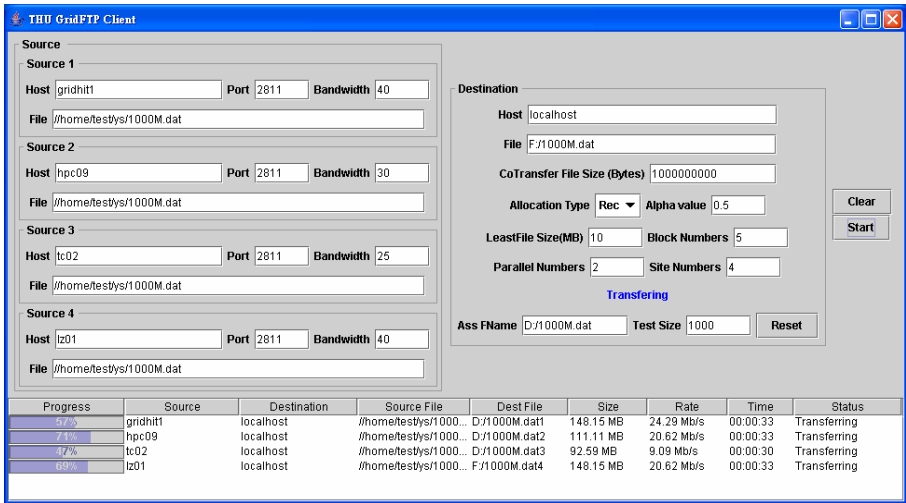 THU GridFTP Client
Source
Source 1
Host gridhit1 Port 2811 Bandwidth 40
File //home/test/ys/1000M.dat
Source 2
Host hpc09 Port 2811 Bandwidth 30
File //home/test/ys/1000M.dat
Source 3
Host tc02 Port 2811 Bandwidth 25
File //home/test/ys/1000M.dat
Source 4
Host lz01 Port 2811 Bandwidth 40
File //home/test/ys/1000M.dat
Destination
Host localhost
File F:/1000M.dat
CoTransfer File Size (Bytes) 1000000000
Allocation Type Rec Alpha value 0.5
LeastFile Size(MB) 10 Block Numbers 5
Parallel Numbers 2 Site Numbers 4
Transfering
Ass FName D:/1000M.dat Test Size 1000 Reset
Clear
Start
Progress Source Destination Source File Dest File Size Rate Time Status
57% gridhit1 localhost //home/test/ys/1000... D:/1000M.dat1 148.15 MB 24.29 Mb/s 00:00:33 Transferring
71% hpc09 localhost //home/test/ys/1000... D:/1000M.dat2 111.11 MB 20.62 Mb/s 00:00:33 Transferring
47% tc02 localhost //home/test/ys/1000... D:/1000M.dat3 92.59 MB 9.09 Mb/s 00:00:30 Transferring
69% lz01 localhost //home/test/ys/1000... F:/1000M.dat4 148.15 MB 20.62 Mb/s 00:00:33 Transferring